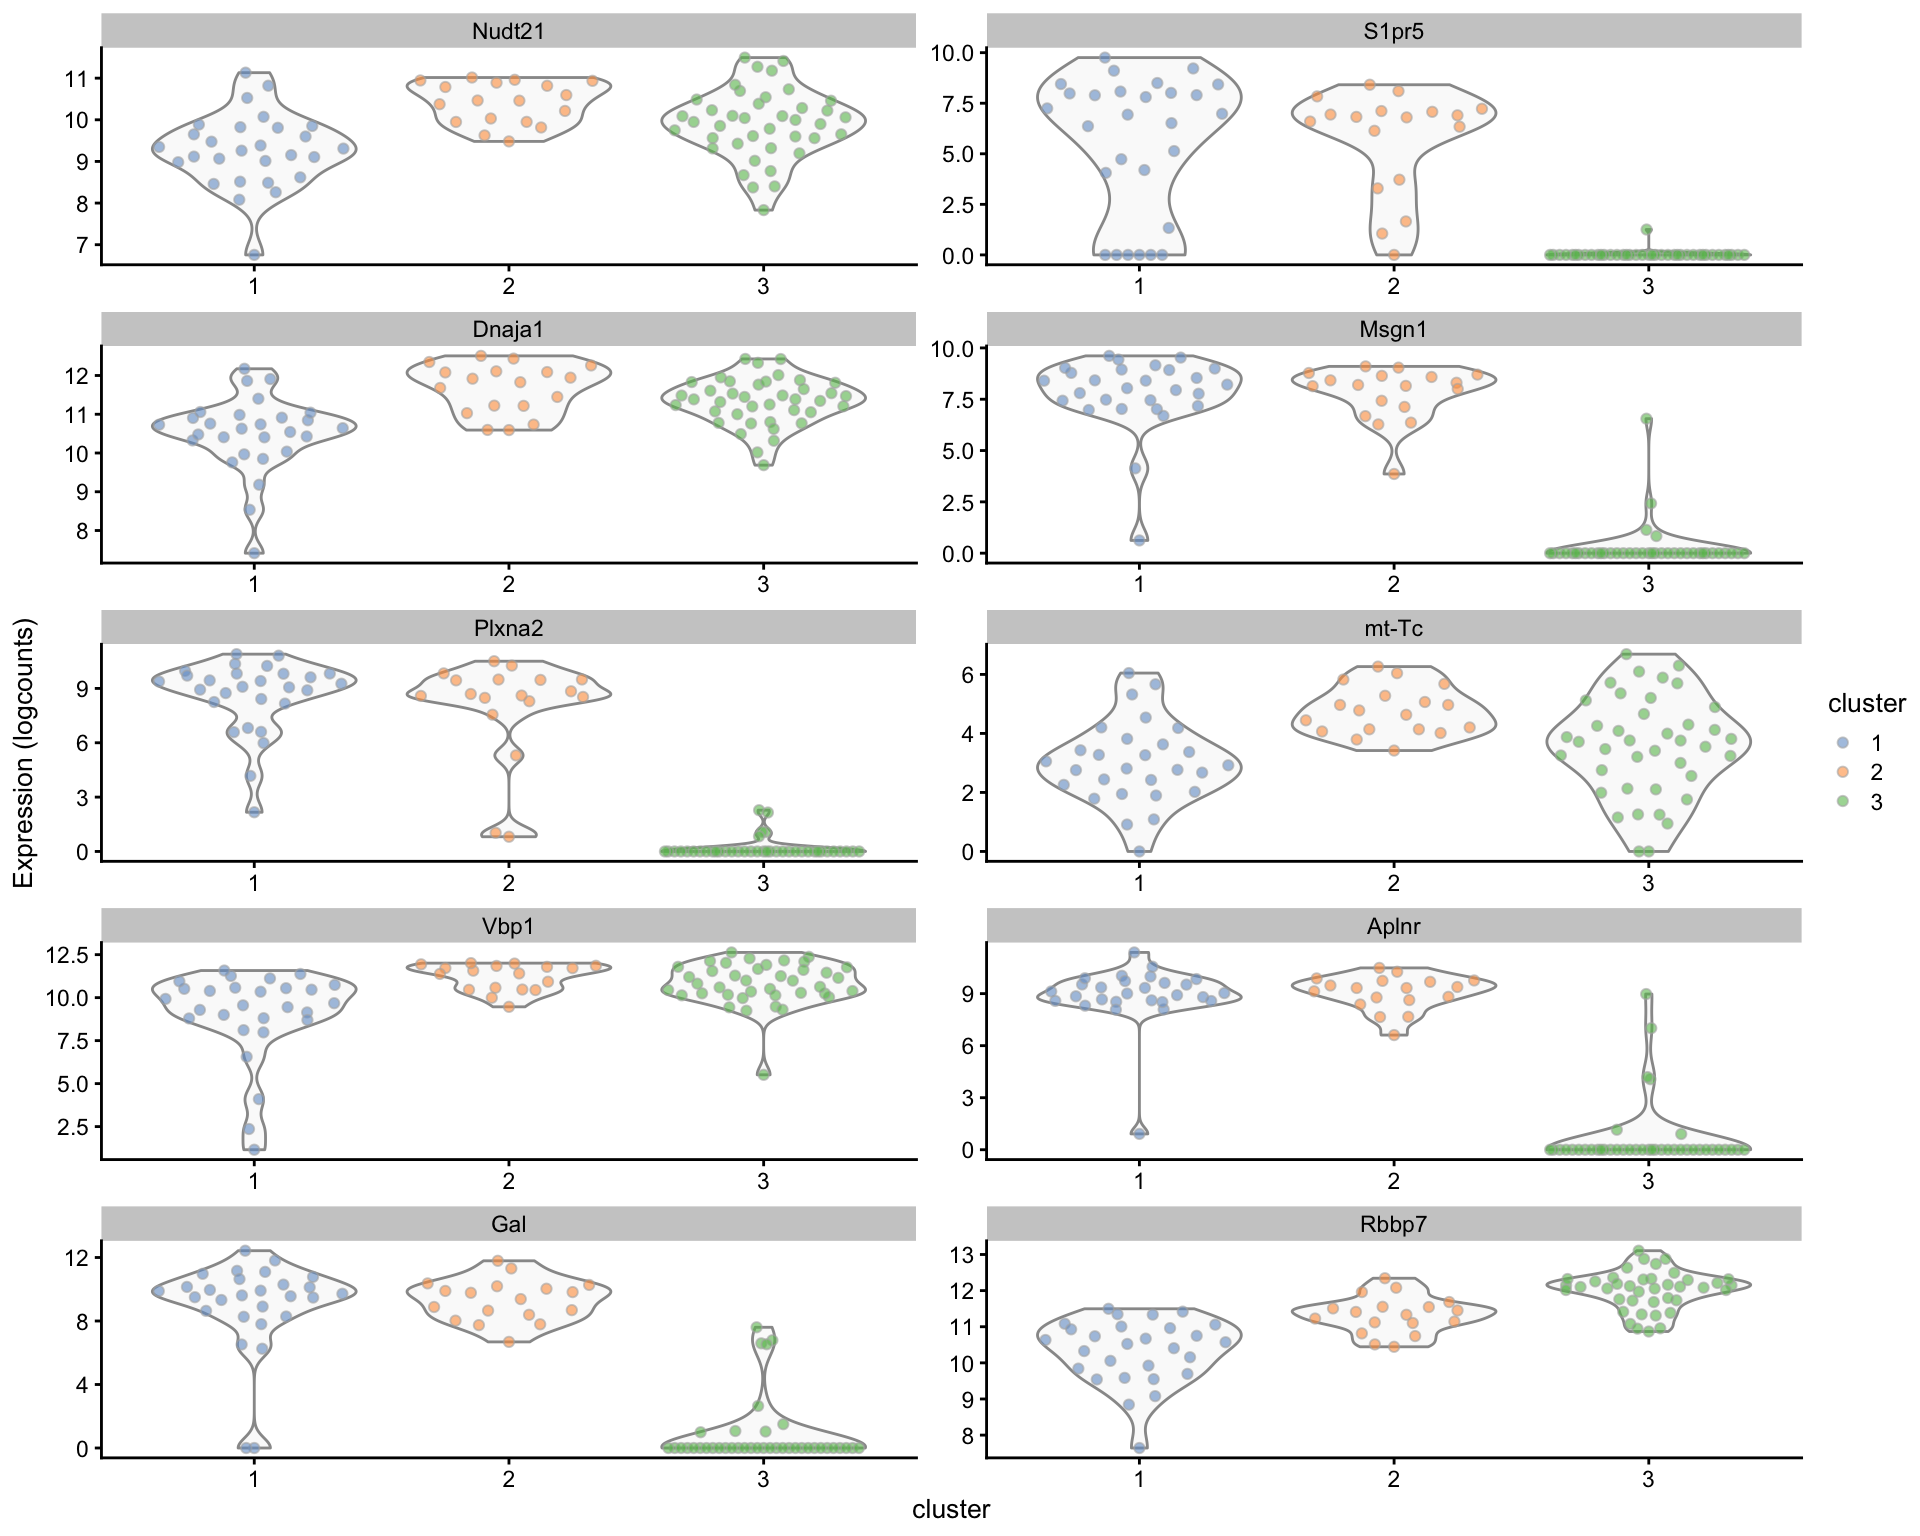 Nudt21
S1pr5
11
10
9
8
7
10.0
7.5
5.0
2.5
0.0
1 2 3
1 2 3
Dnaja1
Msgn1
12
11
10
9
8
10.0
7.5
5.0
2.5
0.0
1 2 3
1 2 3
Plxna2
mt-Tc
9
6
3
0
6
4
2
0
1 2 3
1 2 3
Vbp1
Aplnr
12.5
10.0
7.5
5.0
2.5
9
6
3
0
1 2 3
1 2 3
Gal
Rbbp7
12
8
4
0
13
12
11
10
9
8
1 2 3
1 2 3
Expression (logcounts)
cluster
cluster
1
2
3